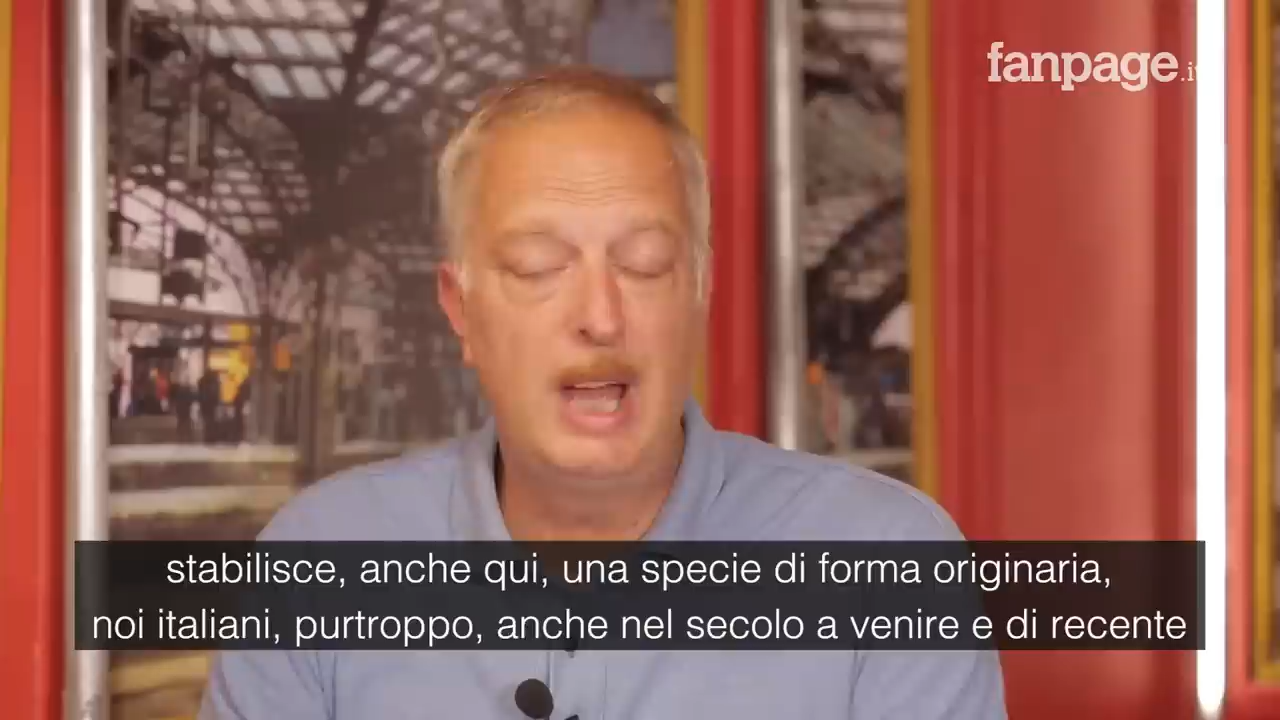 fanpage.it
stabilisce, anche qui, una specie di forma originaria,
noi italiani, purtroppo, anche nel secolo a venire e di recente